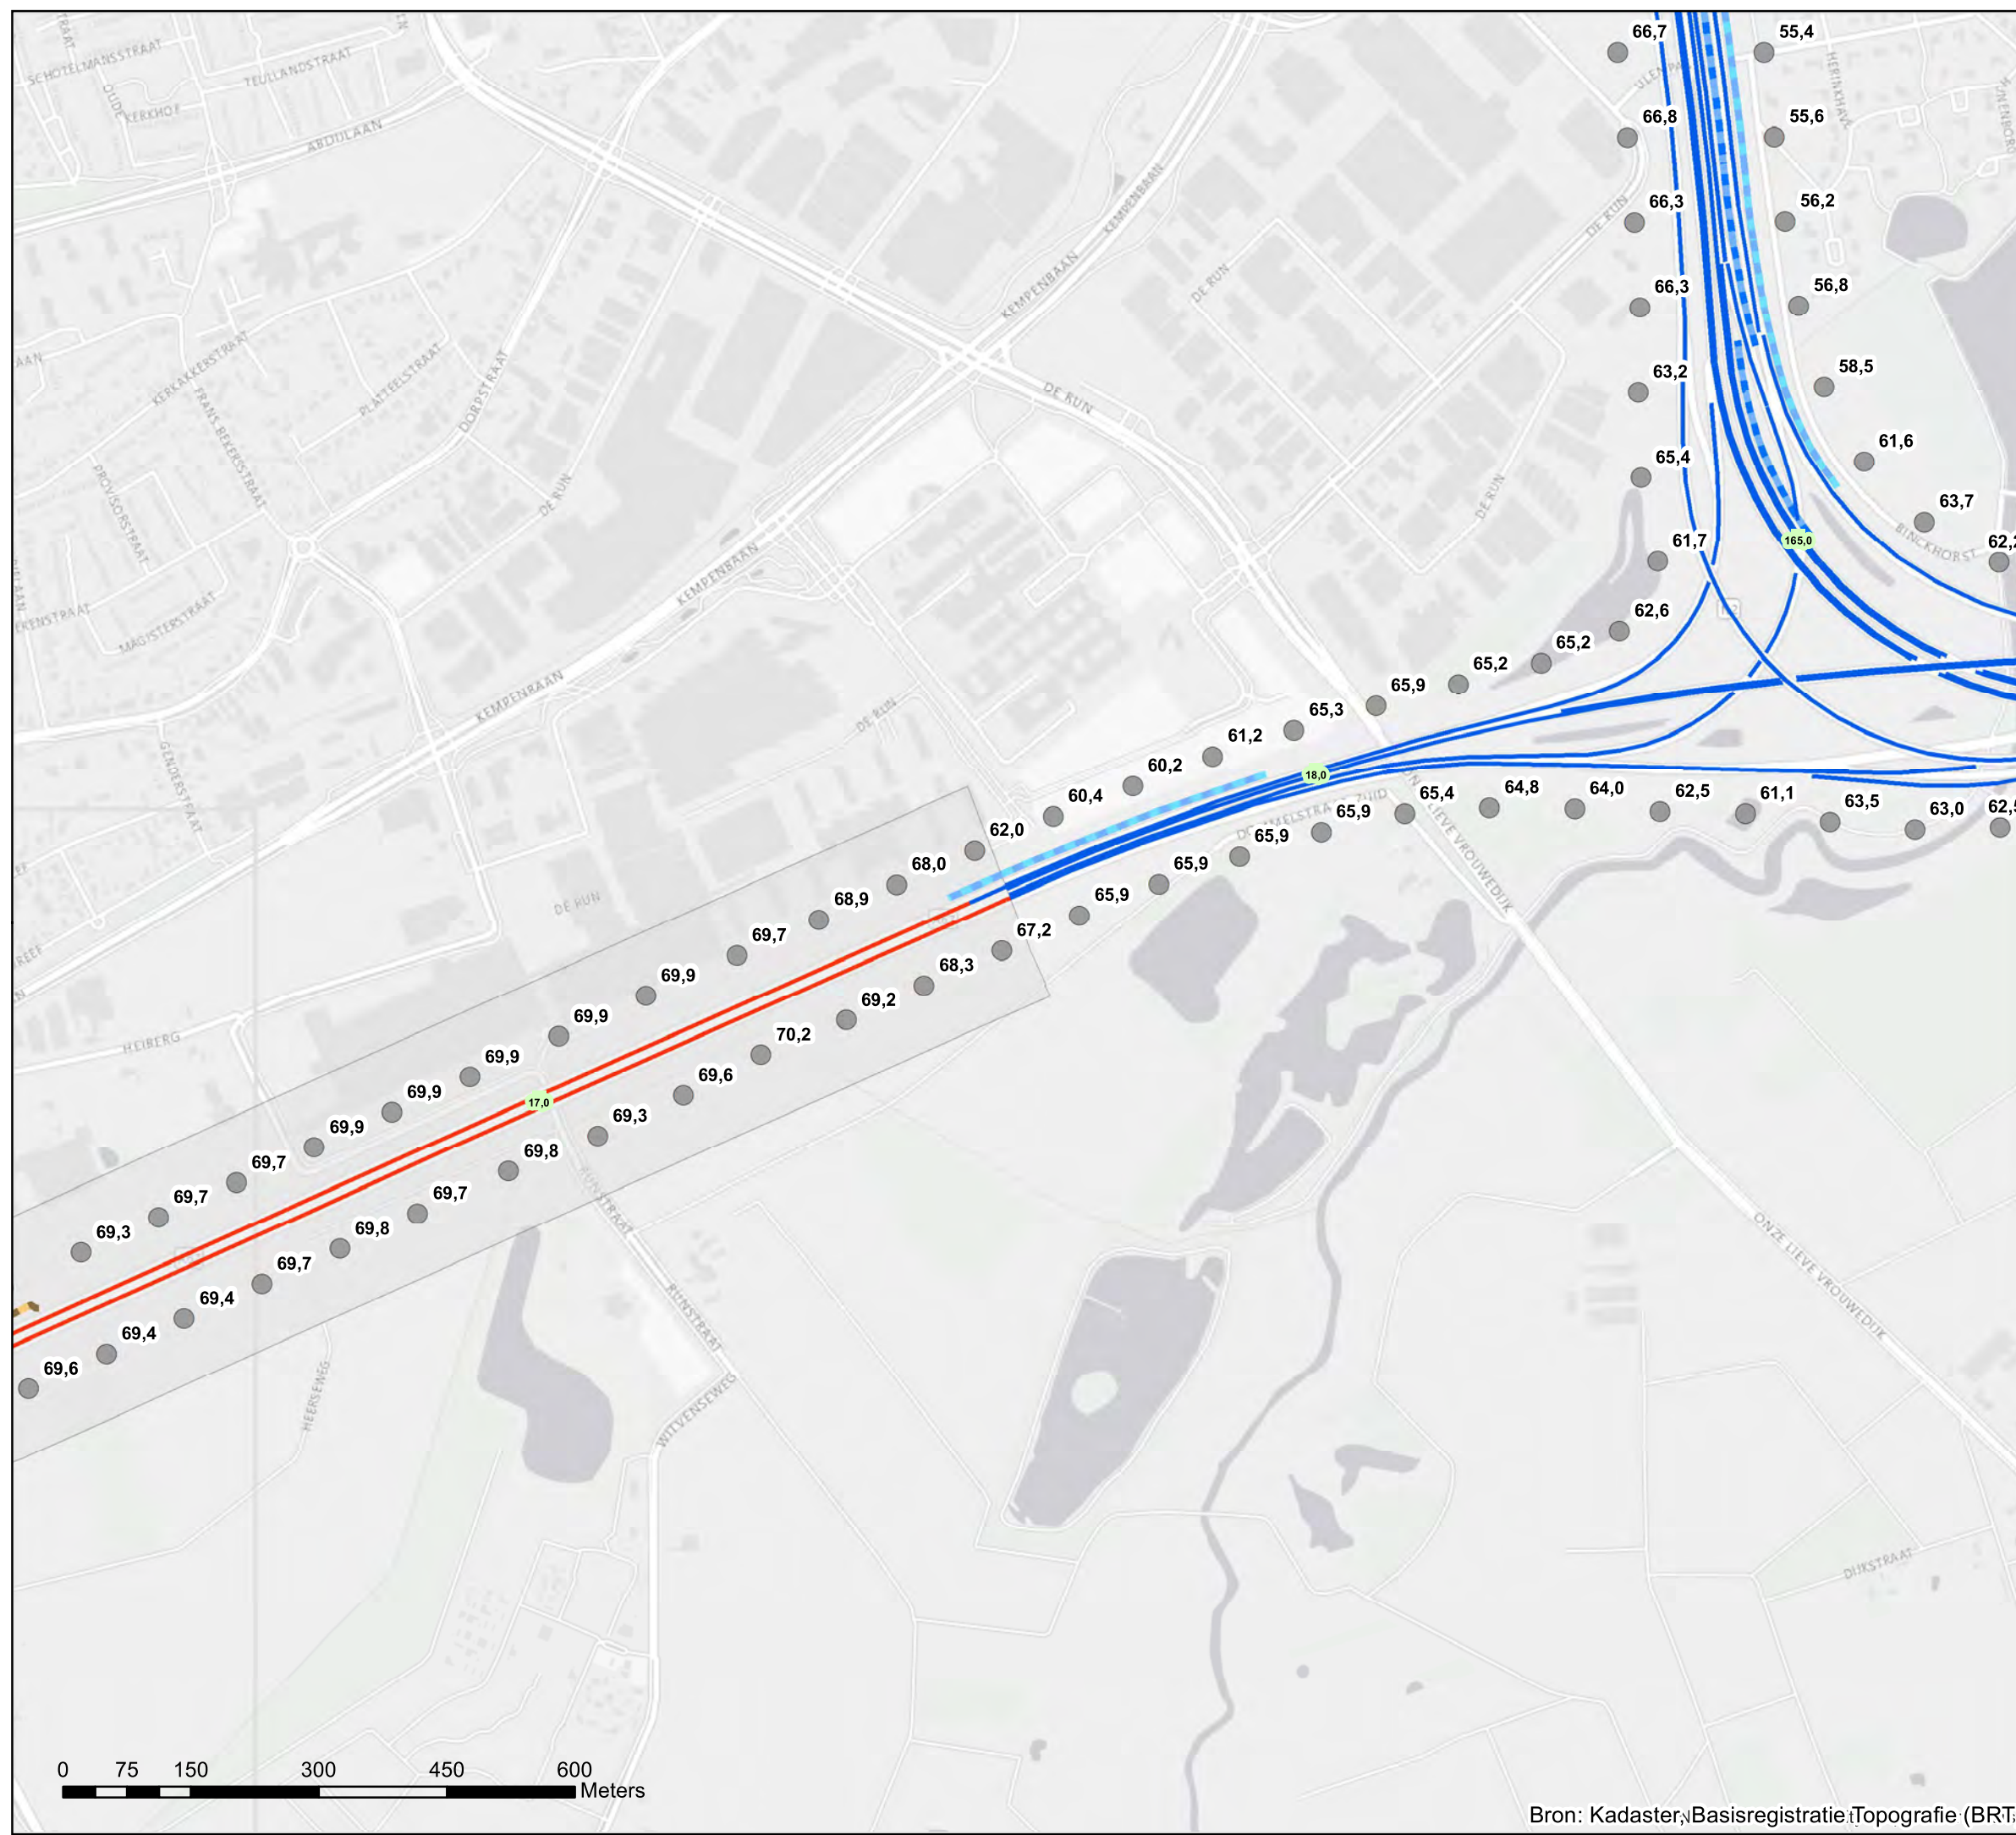 SCHOTELMANSSTRAAT
TEULLANDSTRAAT
OUDE
KERKHOF
ABDIJLAAN
KERKAKKERSTRAAT
FRANS BEKERSSTRAAT
PLATTEELSTRAAT
DORPSTRAAT
PROVISORSTRAAT
MAGISTERSTRAAT
GENDERSTRAAT
DE RUN
KEMPENBAAN
KEMPENBAAN
DE RUN
DE RUN
DE RUN
DE RUN
KEMPENBAAN
KEMPENBAAN
DE RUN
DE RUN
HEIBERG
HERINKHAVE
BINCKHORST
ONZE LIEVE VROUWEDIJK
RUNSTRAAT
RUNSTRAAT
HEERSEWEG
WITVENSEWEG
ONZE LIEVE VROUWEDIJK
DIJKSTRAAT
66,7
55,4
66,8
55,6
66,3
56,2
66,3
56,8
63,2
58,5
65,4
61,6
61,7
63,7
165,0
62,6
65,2
65,2
65,9
65,3
61,2
60,2
60,4
62,0
68,0
68,9
69,7
69,9
69,9
69,9
69,9
69,9
69,7
69,7
69,3
18,0
17,0
63,0
63,5
61,1
62,5
64,0
64,8
65,4
65,9
65,9
65,9
65,9
67,2
68,3
69,2
70,2
69,6
69,3
69,8
69,7
69,8
69,7
69,4
69,4
69,6
0 75 150 300 450 600
Meters
Bron: Kadaster, Basisregistratie Topografie (BRT